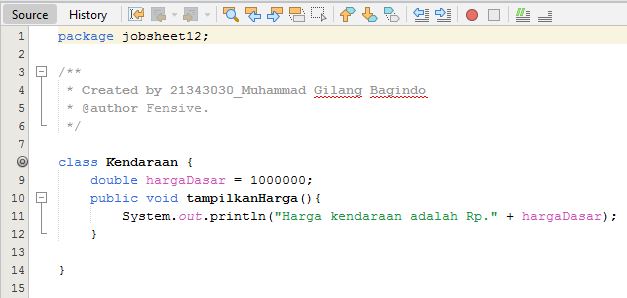 Source History
1 package jobsheet12;
2
3 /**
4 * Created by 21343030_Muhammad Gilang Bagindo
5 * @author Fensive.
6 */
7
class Kendaraan {
9 double hargaDasar = 1000000;
10 public void tampilkanHarga(){
11 System.out.println("Harga kendaraan adalah Rp." + hargaDasar);
12 }
13
14 }
15